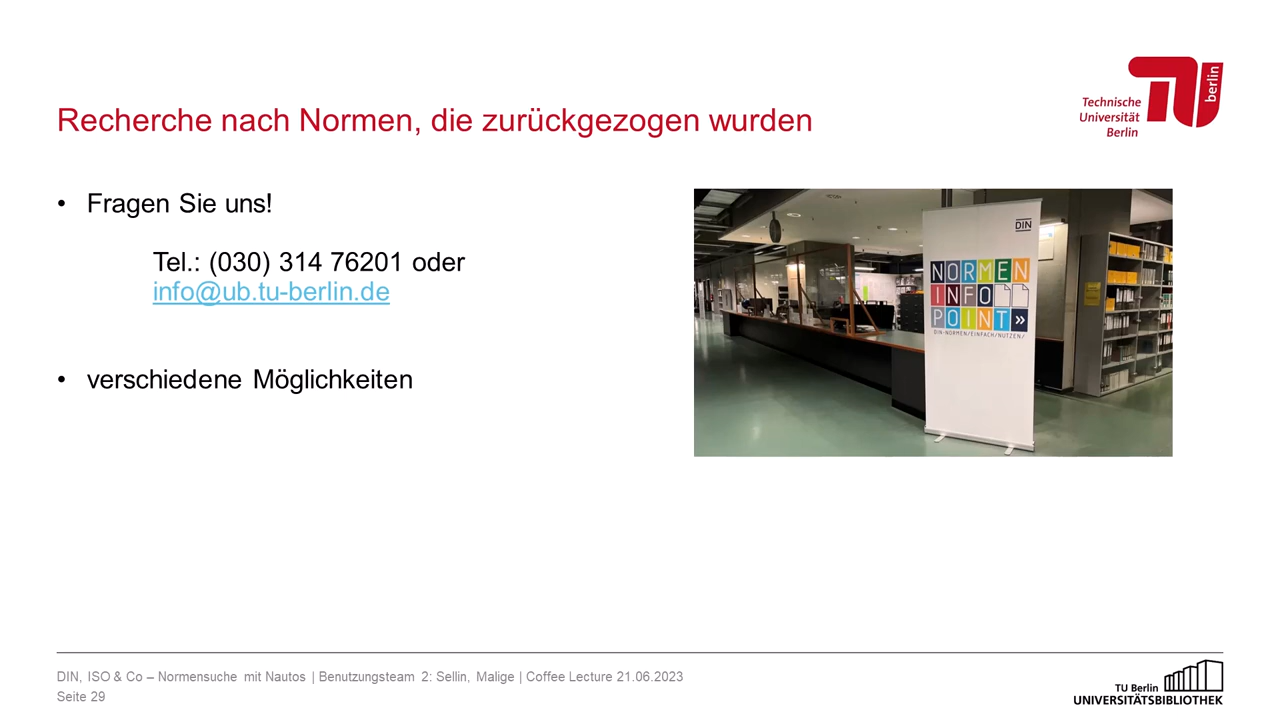 Recherche nach Normen, die zurückgezogen wurden
Technische
Universität
Berlin
berlin
• Fragen Sie uns!
Tel.: (030) 314 76201 oder
info@ub.tu-berlin.de
• verschiedene Möglichkeiten
DIN
NORMEN
INFO
POINT»
DIN-NORMEN/EINFACH/NUTZEN/
DIN, ISO & Co – Normensuche mit Nautos | Benutzungsteam 2: Sellin, Malige | Coffee Lecture 21.06.2023
Seite 29
TU Berlin
UNIVERSITÄTSBIBLIOTHEK